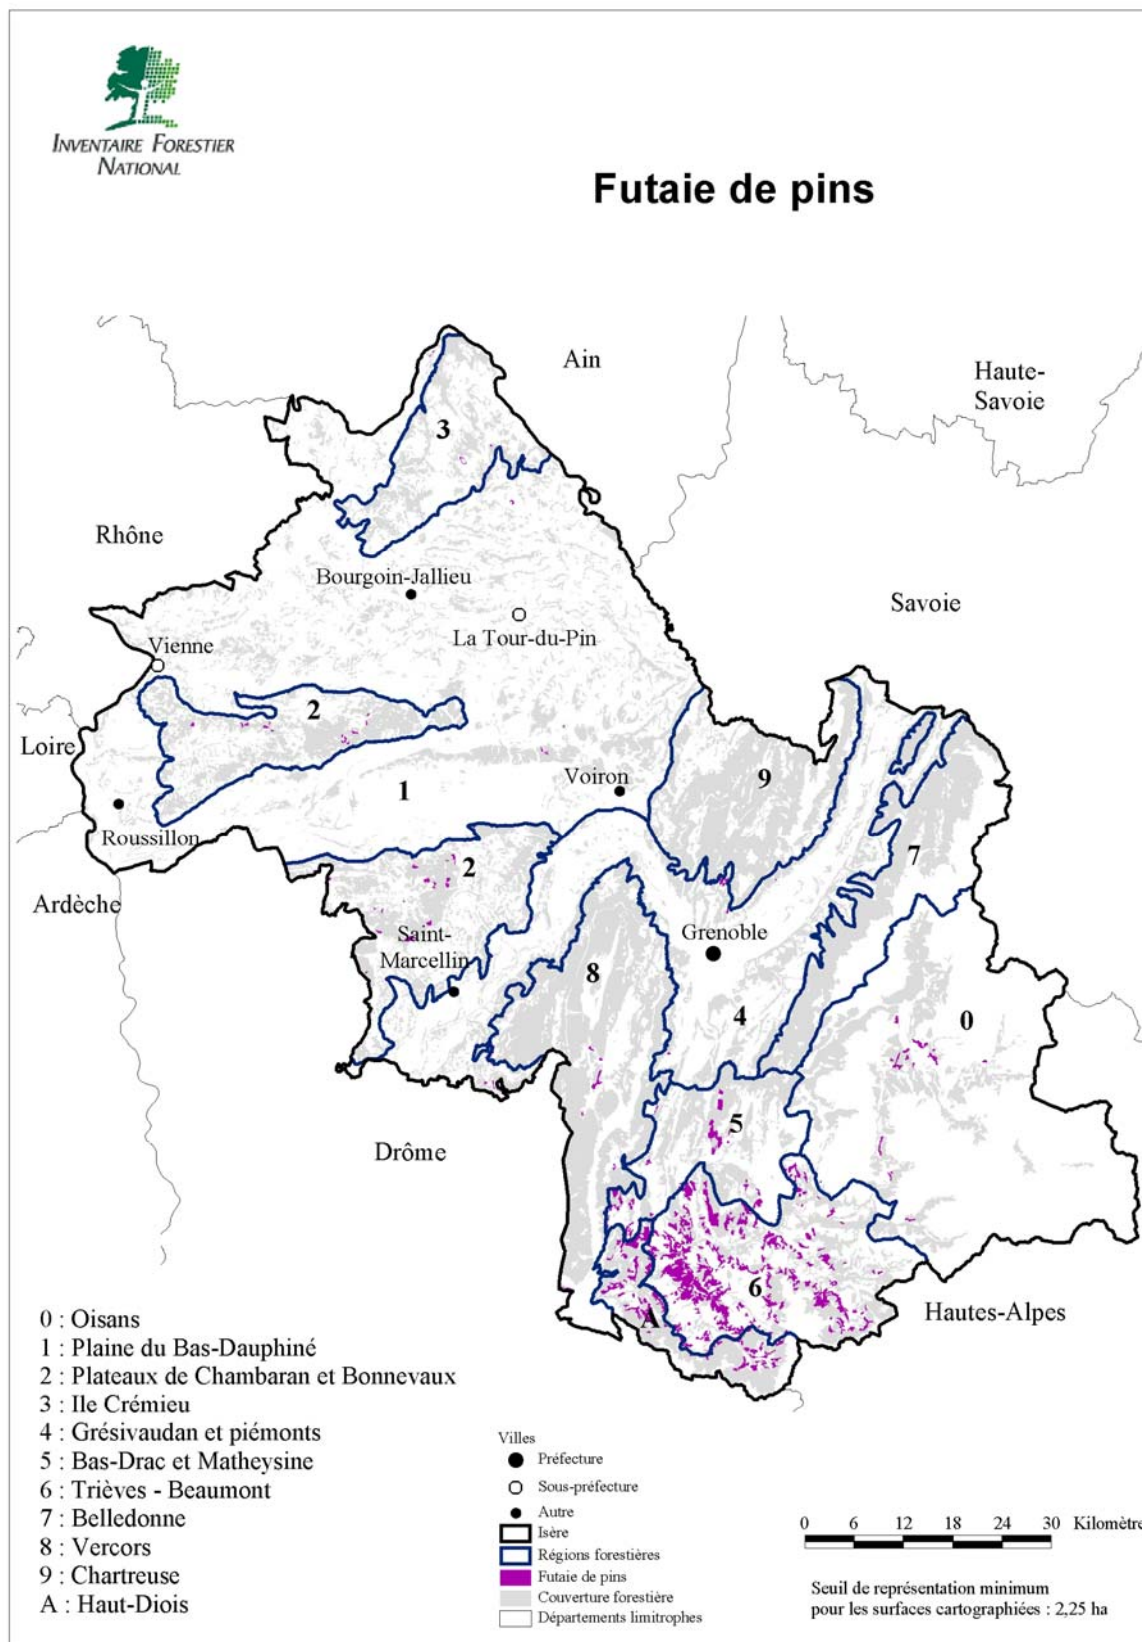 INVENTAIRE FORESTIER
NATIONAL
Futaie de pins
Ain
Haute-
Savoie
3
Rhône
Bourgoin-Jallieu
La Tour-du-Pin
Savoie
Vienne
2
Loire
1
Voiron
9
Roussillon
7
2
Ardèche
Saint-
Marcellin
Grenoble
8
4
0
5
Drôme
6
A
Hautes-Alpes
0 : Oisans
1 : Plaine du Bas-Dauphiné
2 : Plateaux de Chambaran et Bonnevaux
3 : Ile Crémieu
4 : Grésivaudan et piémonts
5 : Bas-Drac et Matheysine
6 : Trièves - Beaumont
7 : Belledonne
8 : Vercors
9 : Chartreuse
A : Haut-Diois
Villes
Préfecture
Sous-préfecture
Autre
Isère
Régions forestières
Futaie de pins
Couverture forestière
Départements limitrophes
0 6 12 18 24 30 Kilomètre
Seuil de représentation minimum
pour les surfaces cartographiées : 2,25 ha